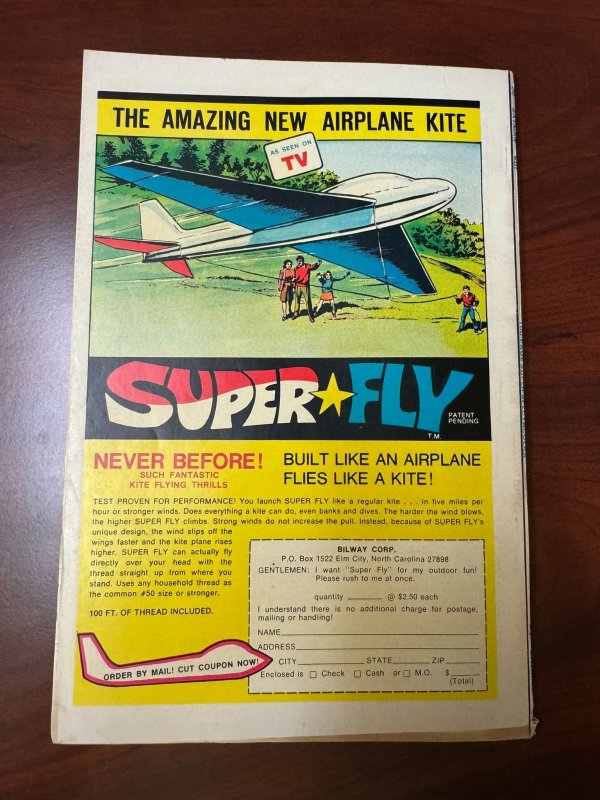 THE AMAZING NEW AIRPLANE KITE
AS SEEN ON
TV
SUPER FLY
PATENT
PENDING
T.M.
NEVER BEFORE!
SUCH FANTASTIC
KITE FLYING THRILLS
BUILT LIKE AN AIRPLANE
FLIES LIKE A KITE!
TEST PROVEN FOR PERFORMANCE! You launch SUPER FLY like a regular kite . . . in five miles per
hour or stronger winds. Does everything a kite can do, even banks and dives. The harder the wind blows,
the higher SUPER FLY climbs. Strong winds do not increase the pull. Instead, because of SUPER FLY's
unique design, the wind slips off the
wings faster and the kite plane rises
higher. SUPER FLY can actually fly
directly over your head with the
thread straight up from where you
stand. Uses any household thread as
the common #50 size or stronger.
100 FT. OF THREAD INCLUDED.
ORDER BY MAIL! CUT COUPON NOW!
BILWAY CORP.
P.O. Box 1522 Elm City, North Carolina 27898
GENTLEMEN: I want "Super Fly" for my outdoor fun!
Please rush to me at once.
quantity ______ @ $2.50 each
I understand there is no additional charge for postage,
mailing or handling!
NAME
ADDRESS
CITY STATE ZIP
Enclosed is □ Check □ Cash or □ M.O. $
(Total)